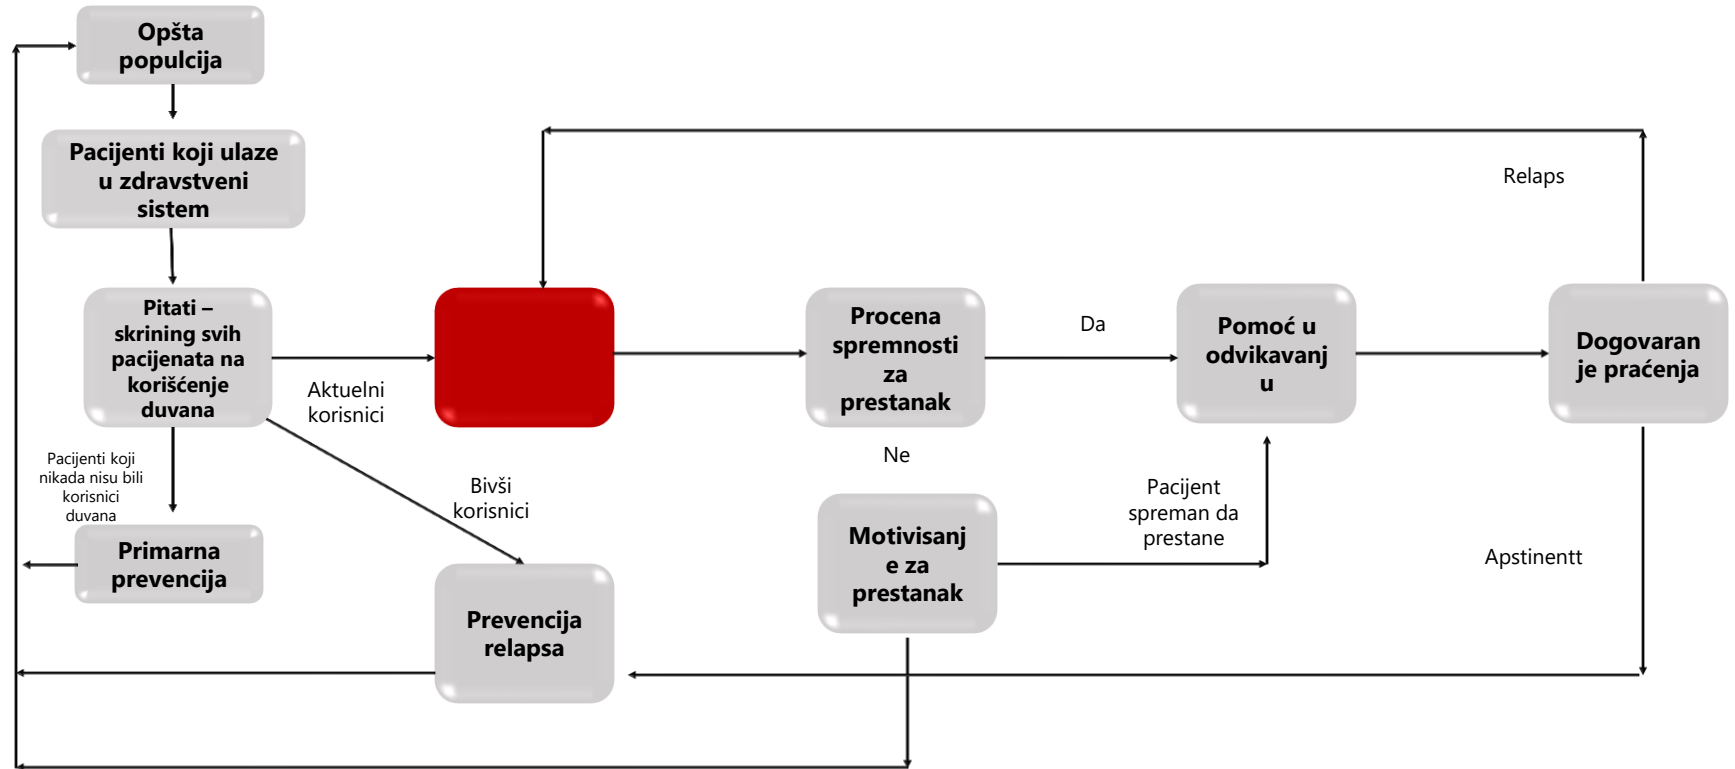 Opšta
populcija
Pacijenti koji ulaze
u zdravstveni
sistem
Relaps
Pitati –
skrining svih
pacijenata na
korišćenje
duvana
Aktuelni
korisnici
Procena
spremnosti
za
prestanak
Da
Pomoć u
odvikavanj
u
Dogovaran
je praćenja
Ne
Pacijenti koji
nikada nisu bili
korisnici
duvana
Bivši
korisnici
Pacijent
spreman da
prestane
Primarna
prevencija
Motivisanj
e za
prestanak
Apstinentt
Prevencija
relapsa